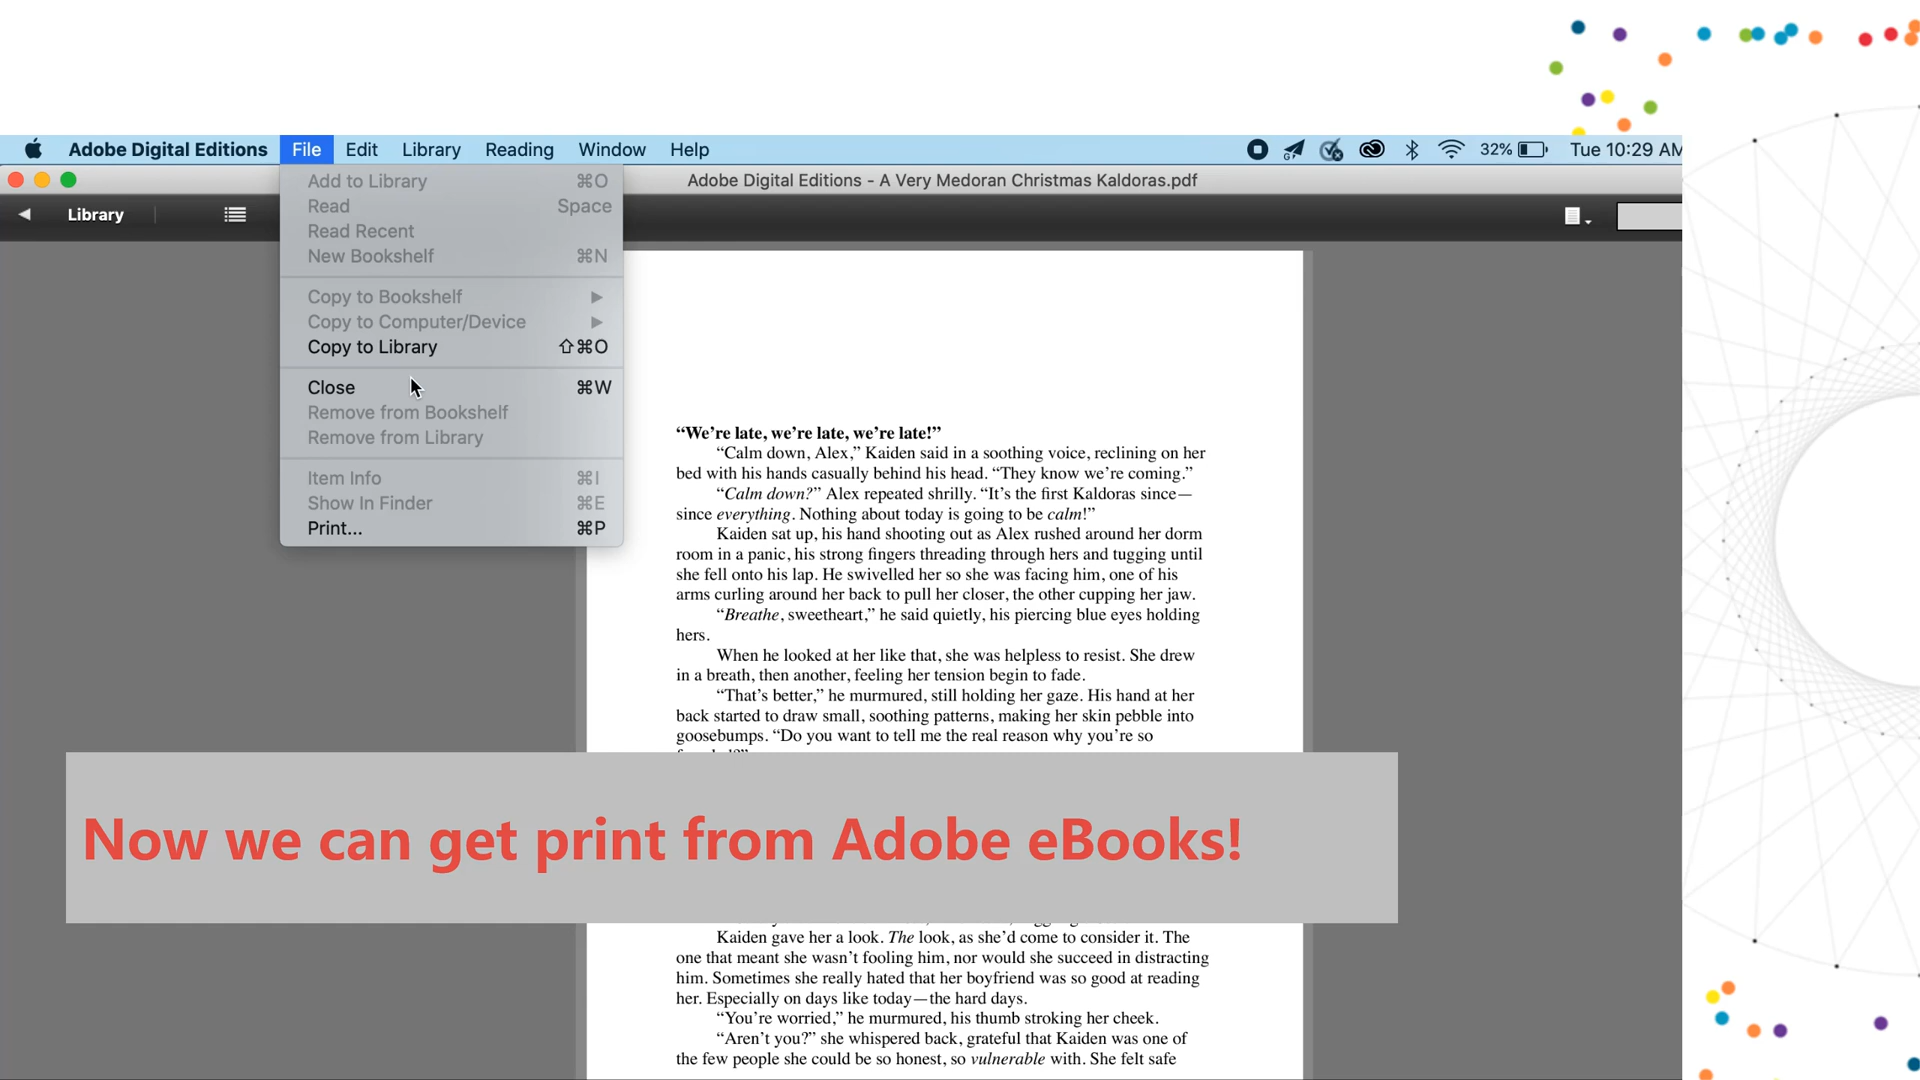 Adobe Digital Editions File Edit Library Reading Window Help 32% Tue 10:29 AM
Adobe Digital Editions - A Very Medoran Christmas Kaldoras.pdf
Library
Add to Library ⌘O
Read Space
Read Recent
New Bookshelf ⌘N
Copy to Bookshelf ▶
Copy to Computer/Device ▶
Copy to Library ⇧⌘O
Close ⌘W
Remove from Bookshelf
Remove from Library
Item Info ⌘I
Show In Finder ⌘E
Print... ⌘P
“We’re late, we’re late, we’re late!”
“Calm down, Alex,” Kaiden said in a soothing voice, reclining on her
bed with his hands casually behind his head. “They know we’re coming.”
“Calm down?” Alex repeated shrilly. “It’s the first Kaldoras since—
since everything. Nothing about today is going to be calm!”
Kaiden sat up, his hand shooting out as Alex rushed around her dorm
room in a panic, his strong fingers threading through hers and tugging until
she fell onto his lap. He swivelled her so she was facing him, one of his
arms curling around her back to pull her closer, the other cupping her jaw.
“Breathe, sweetheart,” he said quietly, his piercing blue eyes holding
hers.
When he looked at her like that, she was helpless to resist. She drew
in a breath, then another, feeling her tension begin to fade.
“That’s better,” he murmured, still holding her gaze. His hand at her
back started to draw small, soothing patterns, making her skin pebble into
goosebumps. “Do you want to tell me the real reason why you’re so
Now we can get print from Adobe eBooks!
Kaiden gave her a look. The look, as she’d come to consider it. The
one that meant she wasn’t fooling him, nor would she succeed in distracting
him. Sometimes she really hated that her boyfriend was so good at reading
her. Especially on days like today—the hard days.
“You’re worried,” he murmured, his thumb stroking her cheek.
“Aren’t you?” she whispered back, grateful that Kaiden was one of
the few people she could be so honest, so vulnerable with. She felt safe